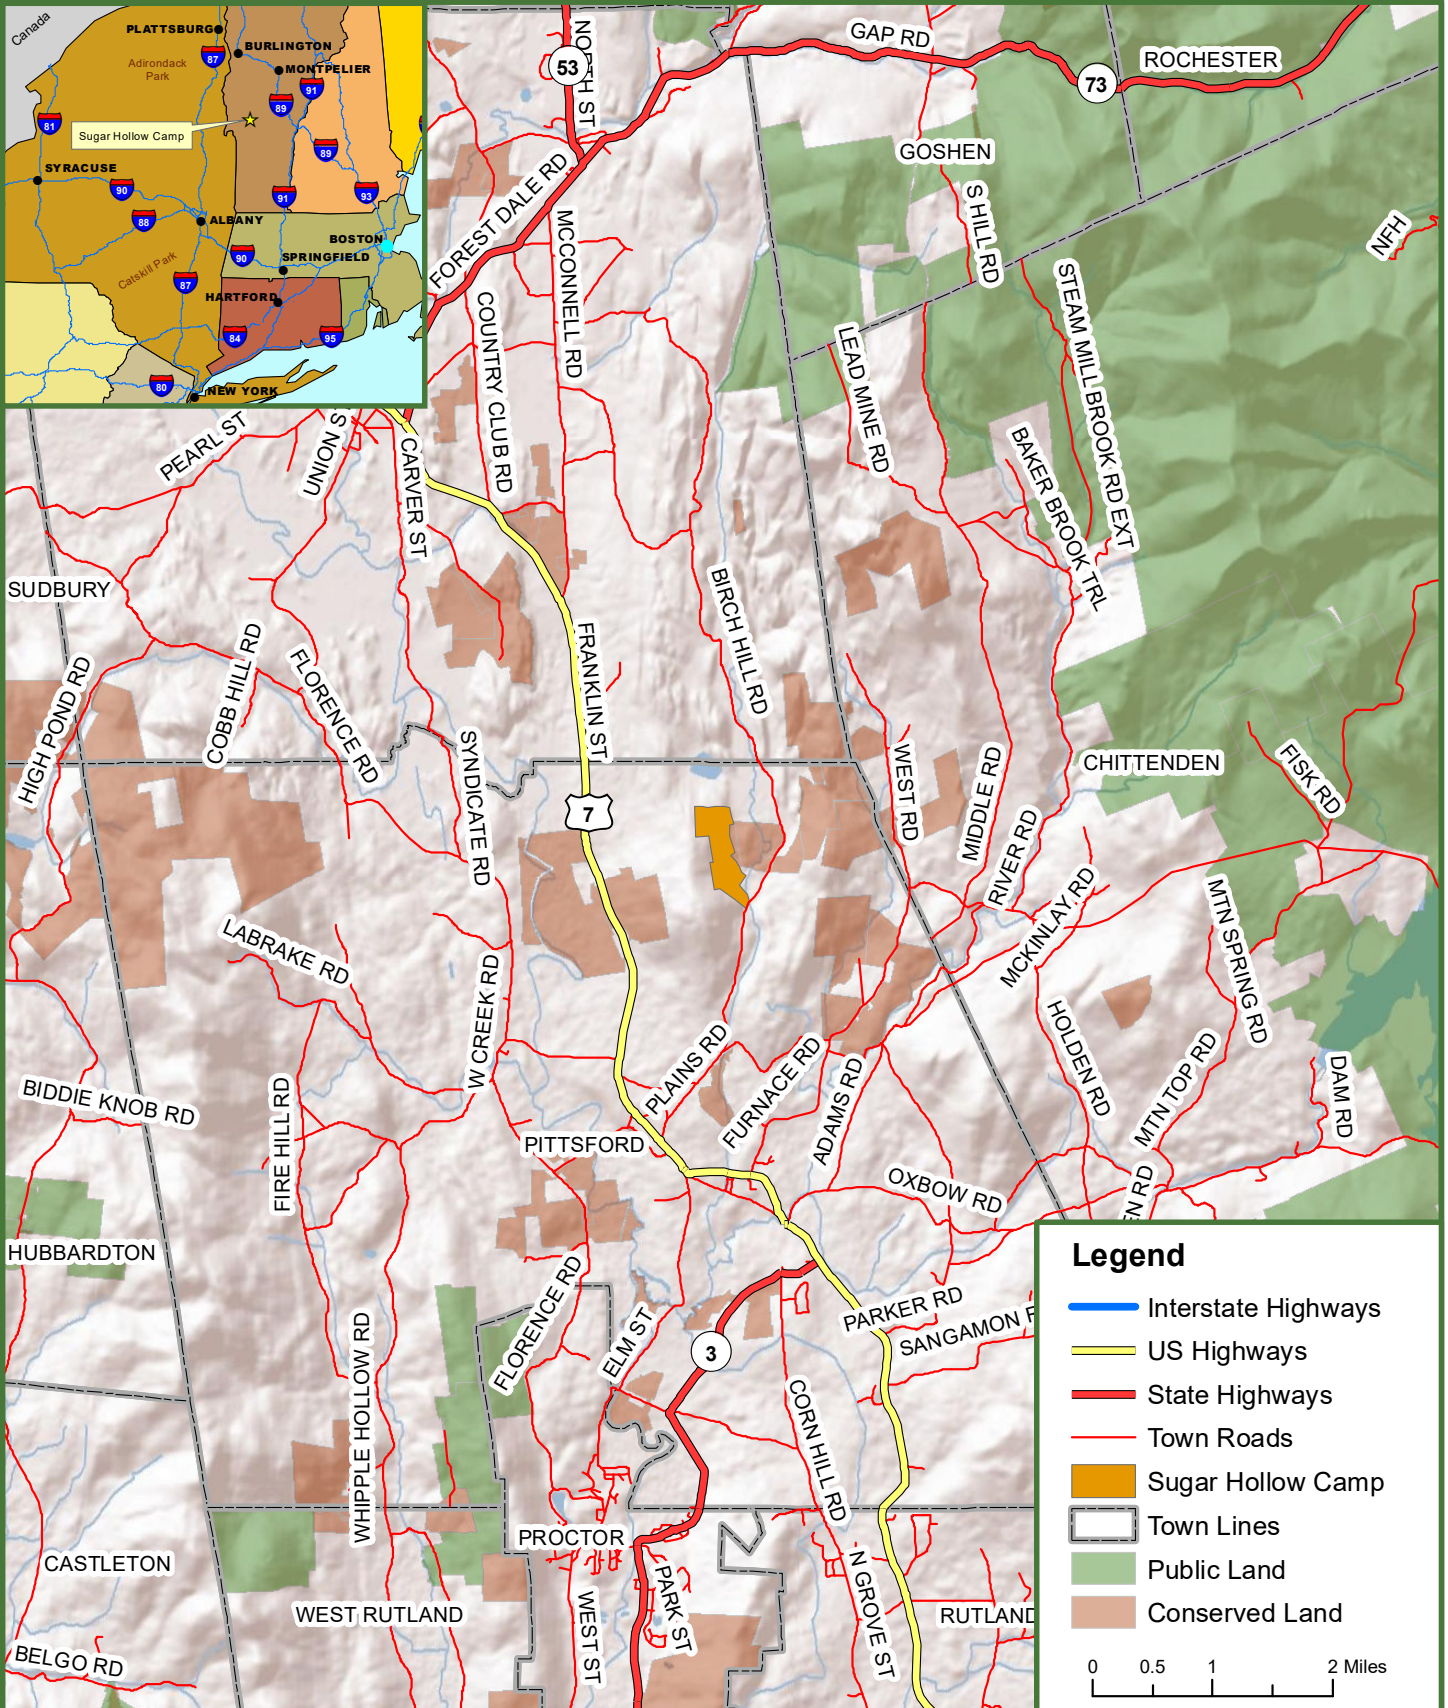 Canada
PLATTSBURG
87
BURLINGTON
Adirondack
Park
MONTPELIER
91
89
81
Sugar Hollow Camp
89
SYRACUSE
90
91
93
88
ALBANY
BOSTON
90
SPRINGFIELD
Catskill Park
87
HARTFORD
84
95
80
NEW YORK
NORTH ST
53
GAP RD
ROCHESTER
73
GOSHEN
FOREST DALE RD
S HILL RD
NFH
MCCONNELL RD
COUNTRY CLUB RD
STEAM MILL BROOK RD EXT
LEAD MINE RD
PEARL ST
UNION S
CARVER ST
BAKER BROOK TRL
SUDBURY
BIRCH HILL RD
FRANKLIN ST
COBB HILL RD
FLORENCE RD
HIGH POND RD
SYNDICATE RD
WEST RD
MIDDLE RD
CHITTENDEN
FISK RD
7
RIVER RD
MCKINLAY RD
MTN SPRING RD
LABRAKE RD
W CREEK RD
HOLDEN RD
PLAINS RD
FURNACE RD
ADAMS RD
MTN TOP RD
DAM RD
BIDDIE KNOB RD
FIRE HILL RD
PITTSFORD
OXBOW RD
EN RD
HUBBARDTON
FLORENCE RD
ELM ST
PARKER RD
SANGAMON R
3
WHIPPLE HOLLOW RD
CORN HILL RD
PROCTOR
CASTLETON
WEST RUTLAND
WEST ST
PARK ST
N GROVE ST
RUTLAND
BELGO RD
Legend
Interstate Highways
US Highways
State Highways
Town Roads
Sugar Hollow Camp
Town Lines
Public Land
Conserved Land
0 0.5 1 2 Miles